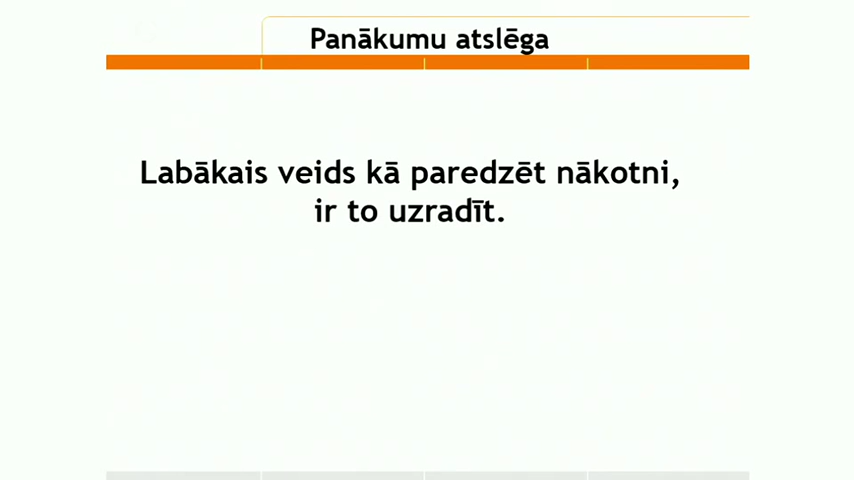 Panākumu atslēga
Labākais veids kā paredzēt nākotni,
ir to uzradīt.